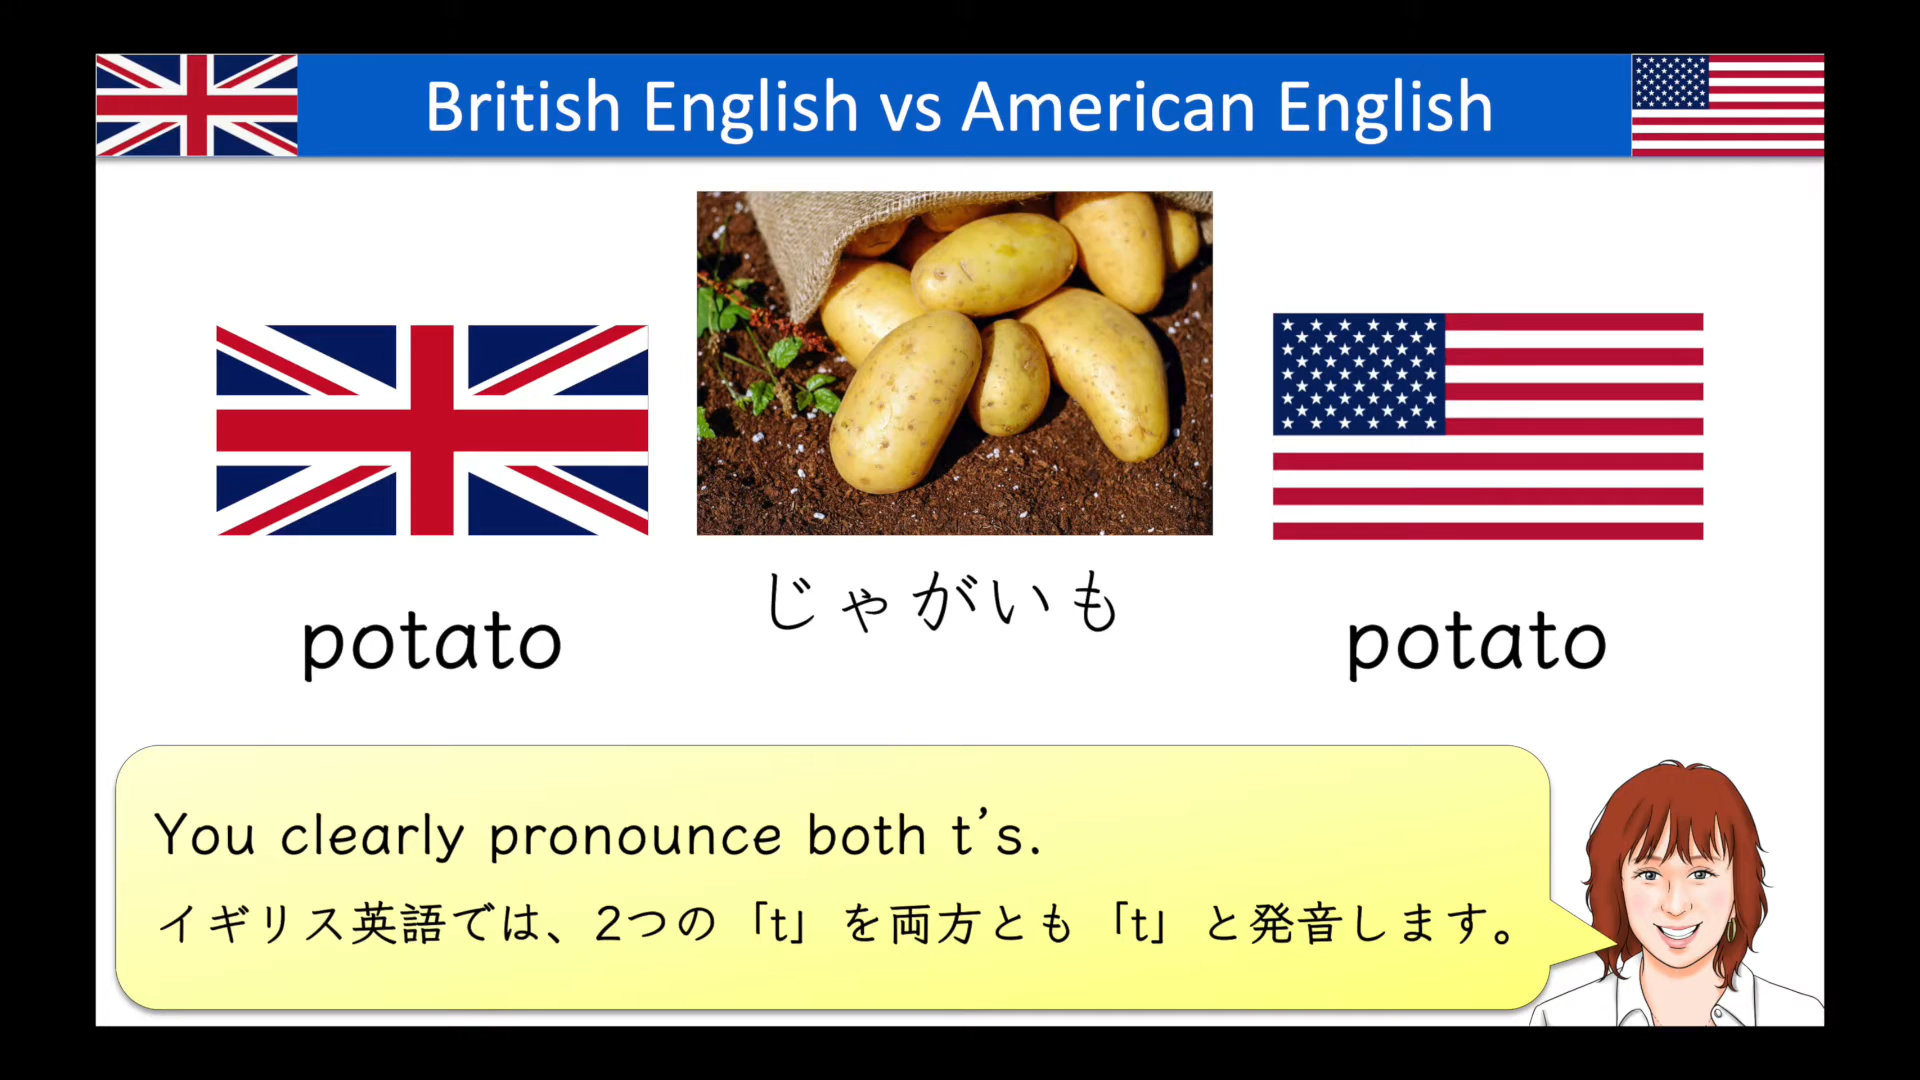 British English vs American English
じゃがいも
potato
potato
You clearly pronounce both t's.
イギリス英語では、2つの「t」を両方とも「t」と発音します。